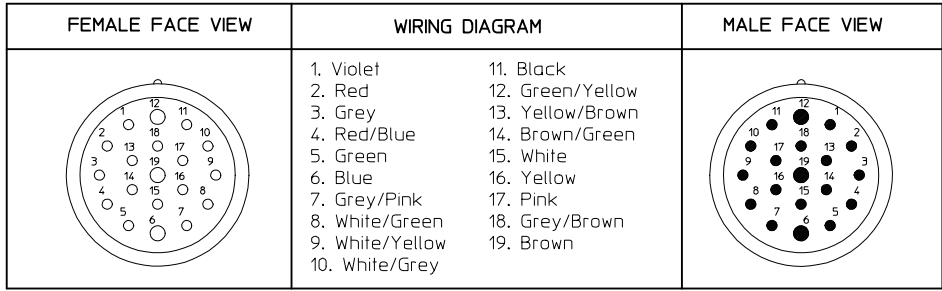 FEMALE FACE VIEW
WIRING DIAGRAM
MALE FACE VIEW
12
1 11
2 18 10
13 17
3 19 9
14 16
4 15 8
5 6 7
1. Violet
2. Red
3. Grey
4. Red/Blue
5. Green
6. Blue
7. Grey/Pink
8. White/Green
9. White/Yellow
10. White/Grey
11. Black
12. Green/Yellow
13. Yellow/Brown
14. Brown/Green
15. White
16. Yellow
17. Pink
18. Grey/Brown
19. Brown
12
11 1
10 18 2
17 13
9 19 3
16 14
8 15 4
7 6 5